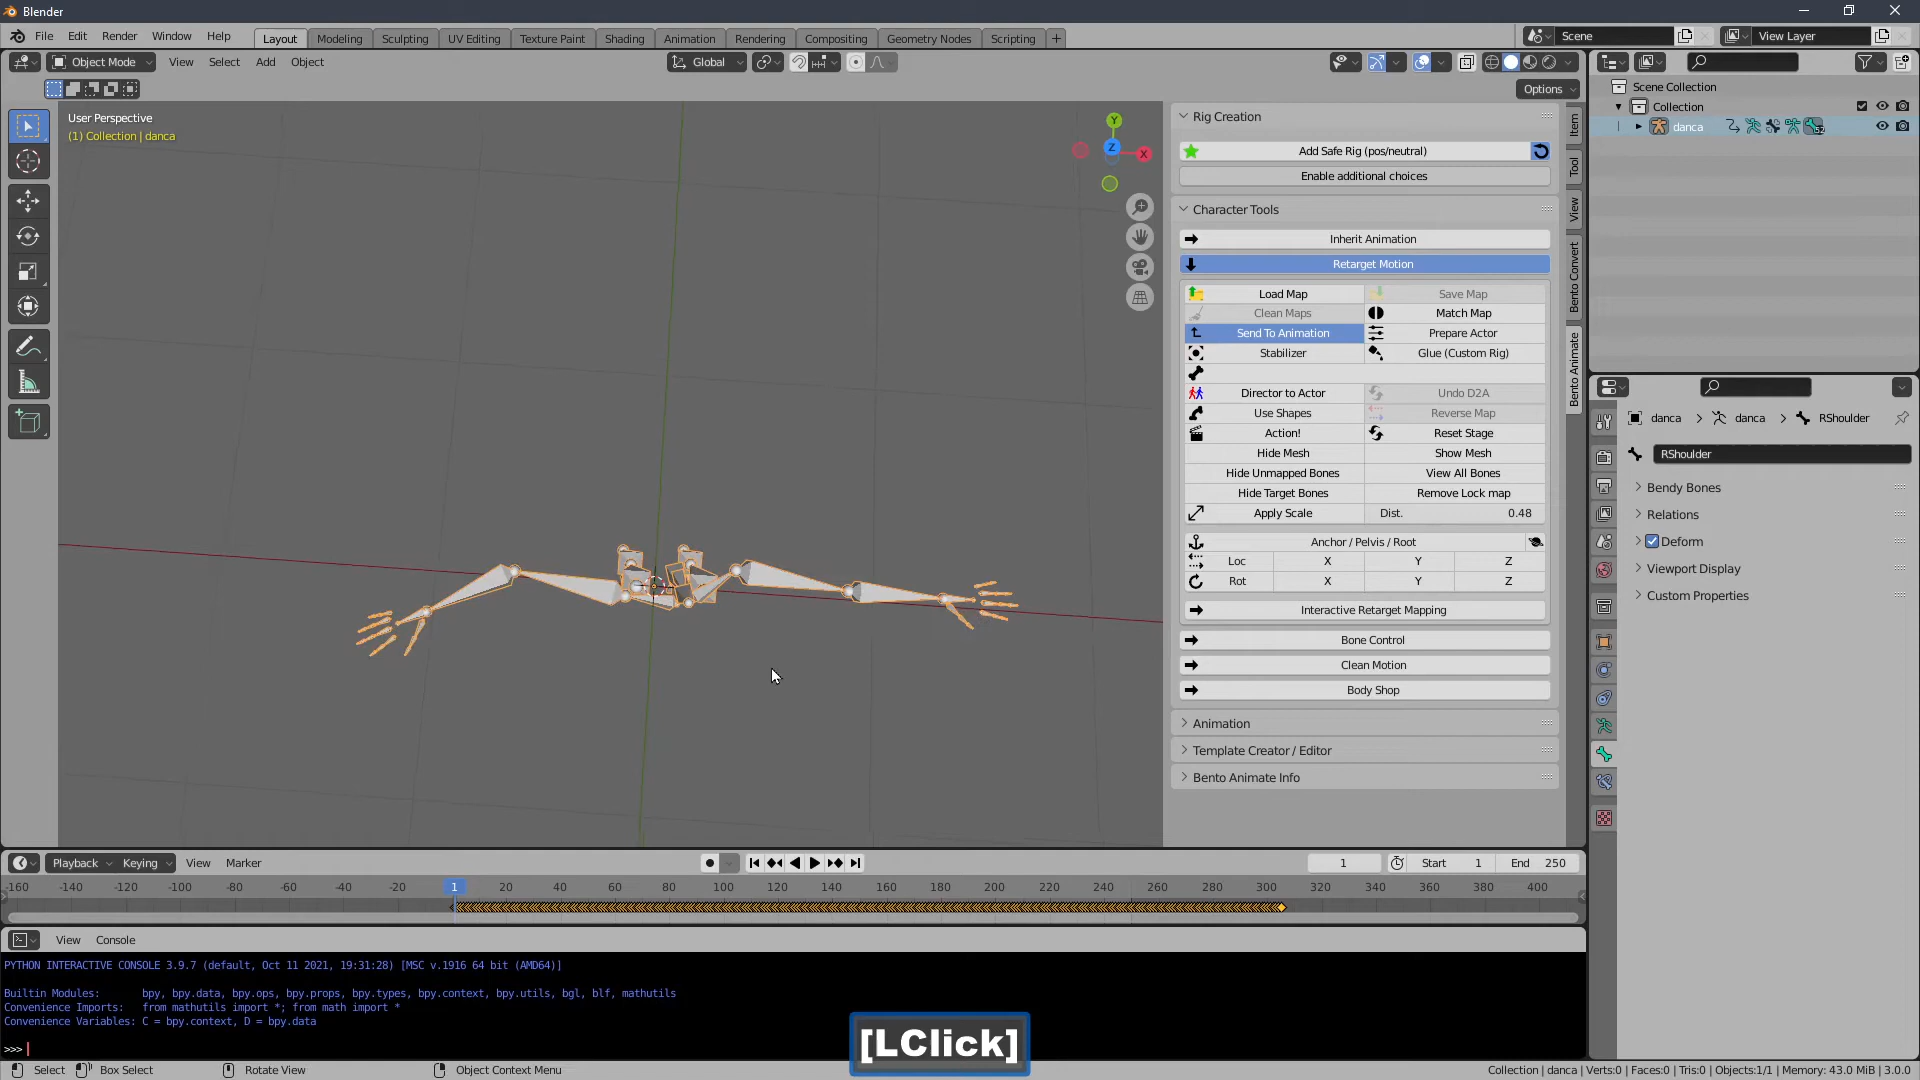 Blender
File Edit Render Window Help
Layout Modeling Sculpting UV Editing Texture Paint Shading Animation Rendering Compositing Geometry Nodes Scripting +
Scene
View Layer
Object Mode View Select Add Object
Global
Options
User Perspective
(1) Collection | danca
Y
Z
X
Rig Creation
Add Safe Rig (pos/neutral)
Enable additional choices
Character Tools
Inherit Animation
Retarget Motion
Load Map Save Map
Clean Maps Match Map
Send To Animation Prepare Actor
Stabilizer Glue (Custom Rig)
Director to Actor Undo D2A
Use Shapes Reverse Map
Action! Reset Stage
Hide Mesh Show Mesh
Hide Unmapped Bones View All Bones
Hide Target Bones Remove Lock map
Apply Scale Dist. 0.48
Anchor / Pelvis / Root
Loc X Y Z
Rot X Y Z
Interactive Retarget Mapping
Bone Control
Clean Motion
Body Shop
Animation
Template Creator / Editor
Bento Animate Info
Item
Tool
View
Bento Convert
Bento Animate
Scene Collection
Collection
danca
52
danca > danca > RShoulder
RShoulder
Bendy Bones
Relations
Deform
Viewport Display
Custom Properties
Playback Keying View Marker
1 Start 1 End 250
-160 -140 -120 -100 -80 -60 -40 -20 1 20 40 60 80 100 120 140 160 180 200 220 240 260 280 300 320 340 360 380 400
View Console
PYTHON INTERACTIVE CONSOLE 3.9.7 (default, Oct 11 2021, 19:31:28) [MSC v.1916 64 bit (AMD64)]
Builtin Modules: bpy, bpy.data, bpy.ops, bpy.props, bpy.types, bpy.context, bpy.utils, bgl, blf, mathutils
Convenience Imports: from mathutils import *; from math import *
Convenience Variables: C = bpy.context, D = bpy.data
>>>
[LClick]
Select Box Select Rotate View Object Context Menu
Collection | danca | Verts:0 | Faces:0 | Tris:0 | Objects:1/1 | Memory: 43.0 MiB | 3.0.0